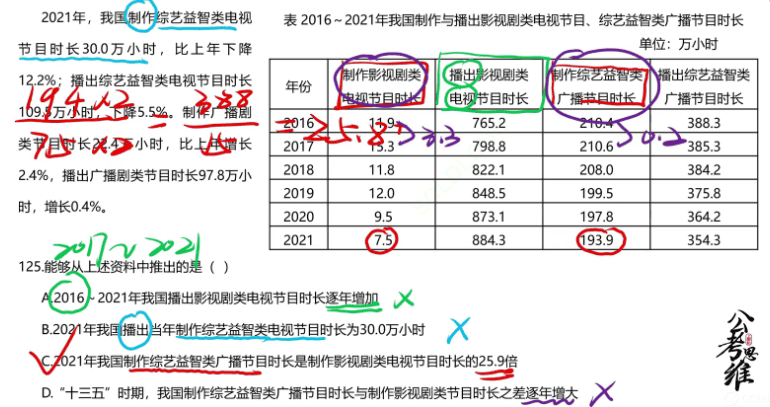 2021年，我国制作综艺益智类电视
节目时长30.0万小时，比上年下降
12.2%；播出综艺益智类电视节目时长
109.5万小时，下降5.5%。制作广播剧
类节目时长22.4万小时，比上年增长
2.4%，播出广播剧类节目时长97.8万小
时，增长0.4%。
194×2
75×2
=
388
15
=25.8+
表 2016～2021年我国制作与播出影视剧类电视节目、综艺益智类广播节目时长
单位：万小时
年份 制作影视剧类电视节目时长 播出影视剧类电视节目时长 制作综艺益智类广播节目时长 播出综艺益智类广播节目时长
2016 11.9 765.2 210.4 388.3
2017 15.3 798.8 210.6 385.3
2018 11.8 822.1 208.0 384.2
2019 12.0 848.5 199.5 375.8
2020 9.5 873.1 197.8 364.2
2021 7.5 884.3 193.9 354.3
>3.3
>0.2
2017~2021
125.能够从上述资料中推出的是（ ）
A.2016～2021年我国播出影视剧类电视节目时长逐年增加
B.2021年我国播出当年制作综艺益智类电视节目时长为30.0万小时
C.2021年我国制作综艺益智类广播节目时长是制作影视剧类电视节目时长的25.9倍
D.“十三五”时期，我国制作综艺益智类广播节目时长与制作影视剧类节目时长之差逐年增大
公考思维